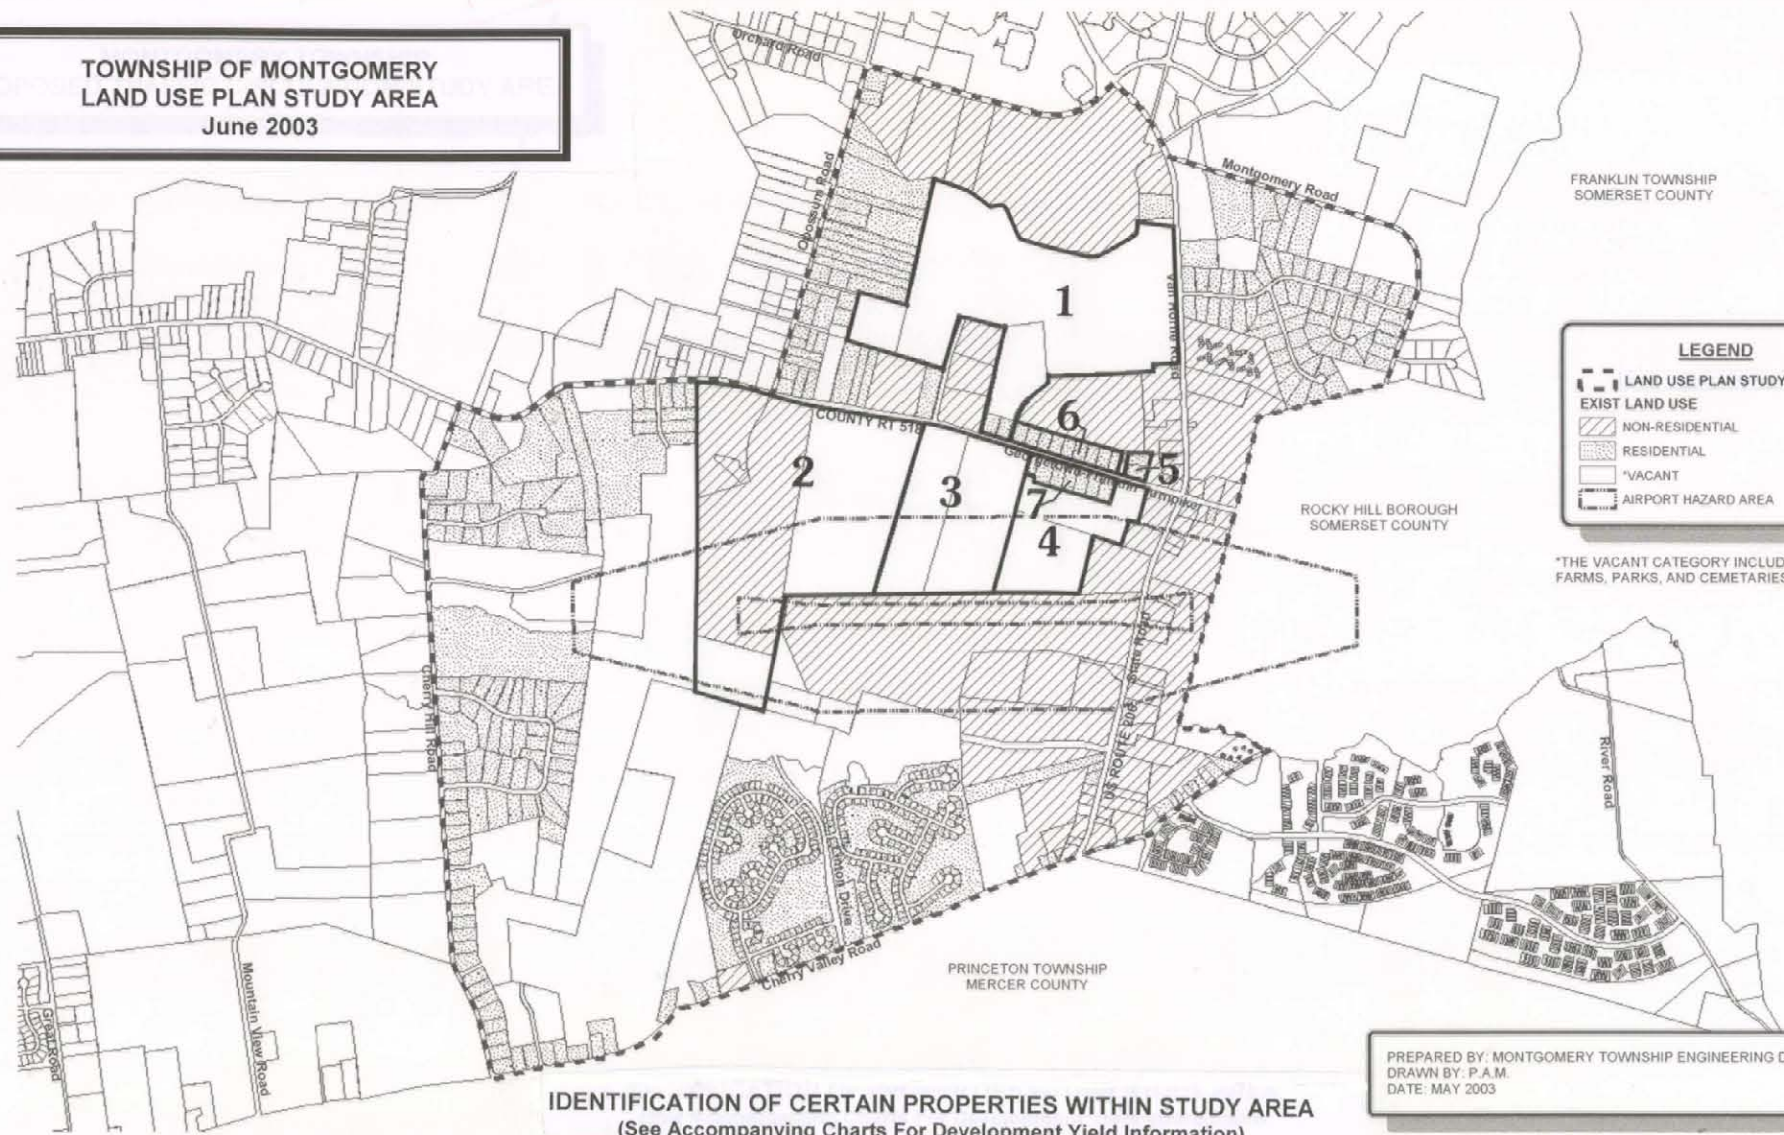 TOWNSHIP OF MONTGOMERY
LAND USE PLAN STUDY AREA
June 2003
Orchard Road
Opossum Road
Montgomery Road
FRANKLIN TOWNSHIP
SOMERSET COUNTY
Van Horne Road
1
LEGEND
LAND USE PLAN STUDY
EXIST LAND USE
NON-RESIDENTIAL
RESIDENTIAL
*VACANT
AIRPORT HAZARD AREA
*THE VACANT CATEGORY INCLUD
FARMS, PARKS, AND CEMETARIES
COUNTY RT 518
6
2
3
7
5
4
ROCKY HILL BOROUGH
SOMERSET COUNTY
State Road
US ROUTE 206
Cherry Hill Road
River Road
Drive
Cherry Valley Road
PRINCETON TOWNSHIP
MERCER COUNTY
Great Road
Mountain View Road
PREPARED BY: MONTGOMERY TOWNSHIP ENGINEERING D
DRAWN BY: P.A.M.
DATE: MAY 2003
IDENTIFICATION OF CERTAIN PROPERTIES WITHIN STUDY AREA
(See Accompanying Charts For Development Yield Information)